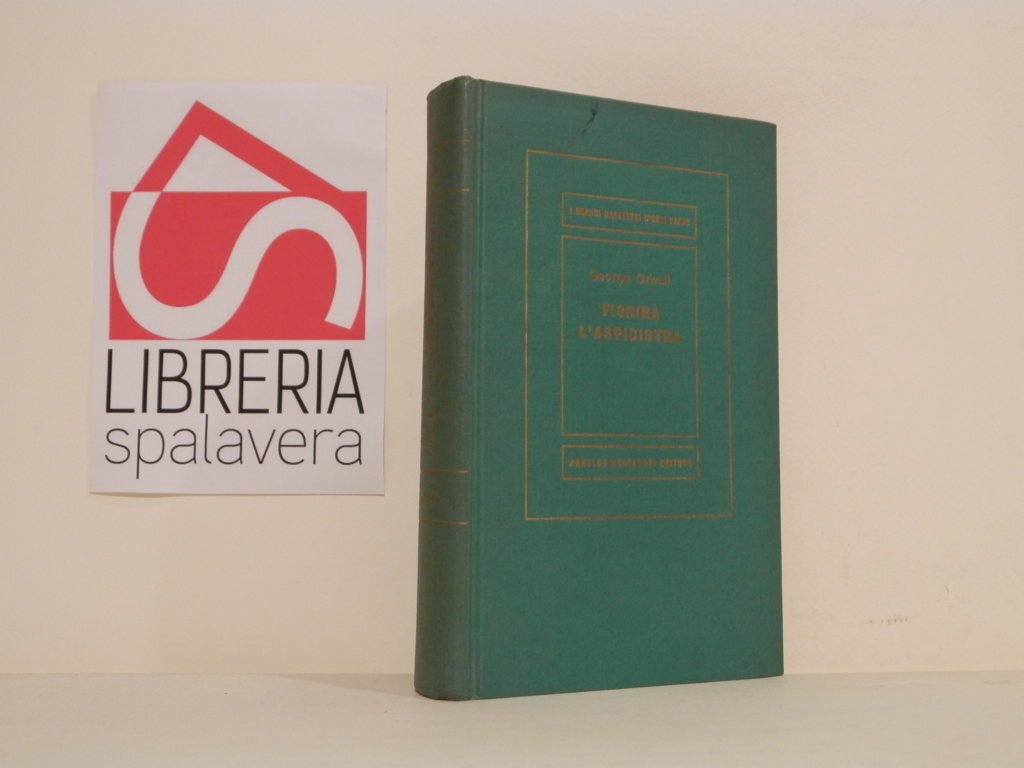 LIBRERIA
spalavera
I GRANDI NARRATORI D'OGNI PAESE
George Orwell
FIORIRÀ
L'ASPIDISTRA
ARNOLDO MONDADORI EDITORE